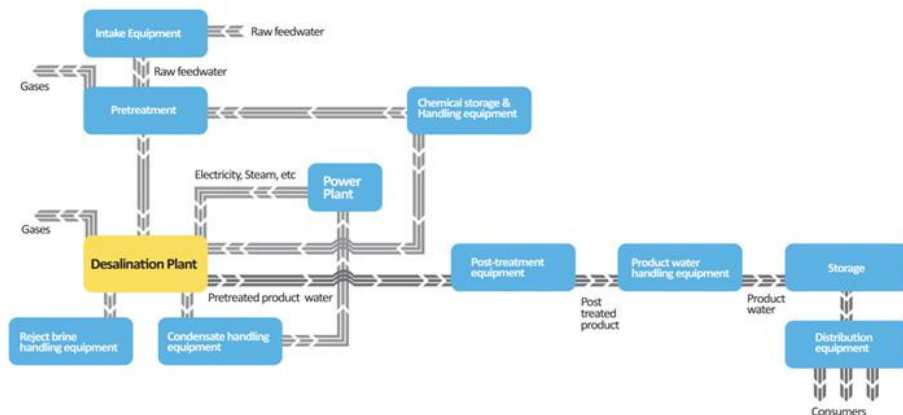 Intake Equipment
Raw feedwater
Raw feedwater
Gases
Pretreatment
Chemical storage &
Handling equipment
Electricity, Steam, etc
Power
Plant
Gases
Desalination Plant
Pretreated product water
Post-treatment
equipment
Product water
handling equipment
Storage
Post
treated
product
Product
water
Reject brine
handling equipment
Condensate handling
equipment
Distribution
equipment
Consumers